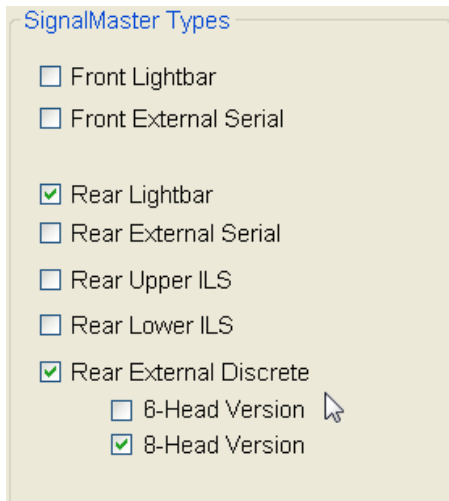 SignalMaster Types
Front Lightbar
Front External Serial
Rear Lightbar
Rear External Serial
Rear Upper ILS
Rear Lower ILS
Rear External Discrete
6-Head Version
8-Head Version